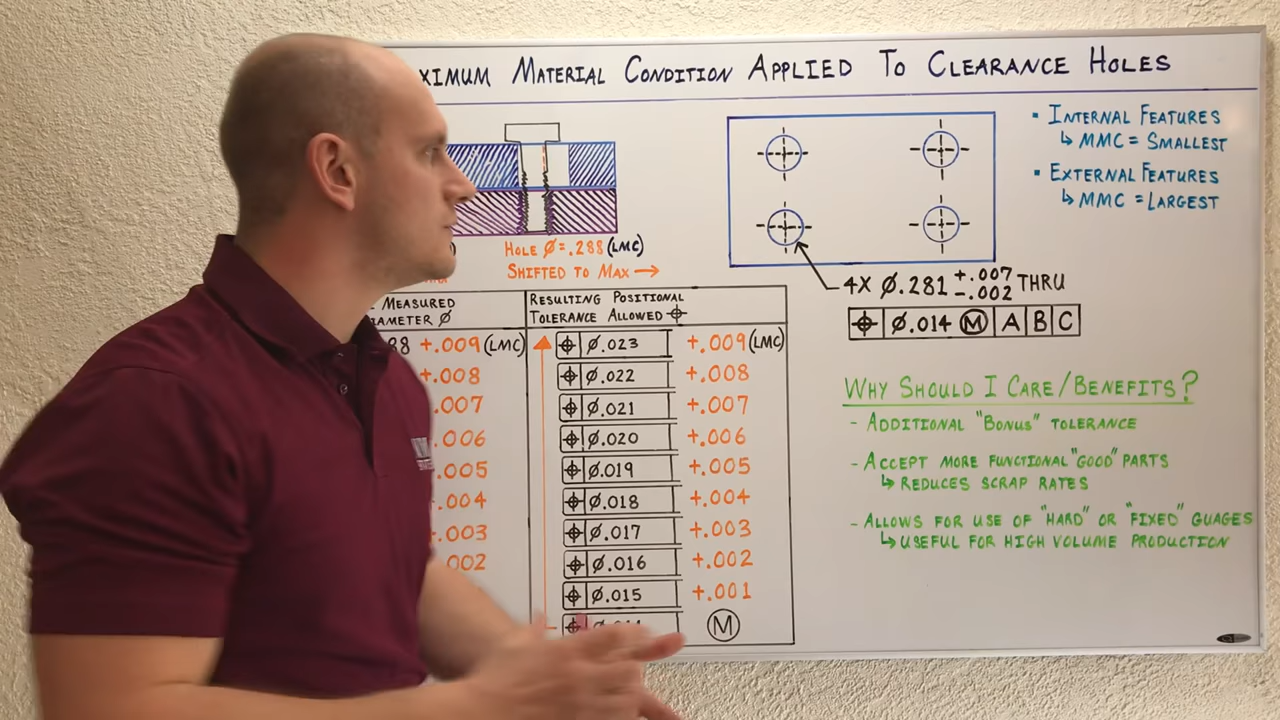 MATERIAL CONDITION APPLIED TO CLEARANCE HOLES
HOLE Ø=.288 (LMC)
SHIFTED TO MAX →
4X Ø.281 +.007 -.002 THRU
⌖ Ø.014 Ⓜ A B C
• INTERNAL FEATURES
↳ MMC = SMALLEST
• EXTERNAL FEATURES
↳ MMC = LARGEST
MEASURED
Ø
RESULTING POSITIONAL
TOLERANCE ALLOWED ⌖
+.009 (LMC) ⌖ Ø.023 +.009 (LMC)
+.008 ⌖ Ø.022 +.008
.007 ⌖ Ø.021 +.007
.006 ⌖ Ø.020 +.006
.005 ⌖ Ø.019 +.005
.004 ⌖ Ø.018 +.004
.003 ⌖ Ø.017 +.003
.002 ⌖ Ø.016 +.002
⌖ Ø.015 +.001
Ⓜ
WHY SHOULD I CARE/BENEFITS?
- ADDITIONAL "BONUS" TOLERANCE
- ACCEPT MORE FUNCTIONAL "GOOD" PARTS
↳ REDUCES SCRAP RATES
- ALLOWS FOR USE OF "HARD" OR "FIXED" GUAGES
↳ USEFUL FOR HIGH VOLUME PRODUCTION